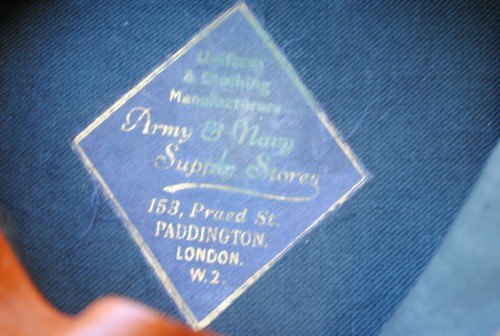 Uniform
& Clothing
Manufacturers
Army & Navy
Supply Stores
153, Praed St.
PADDINGTON.
LONDON.
W.2.